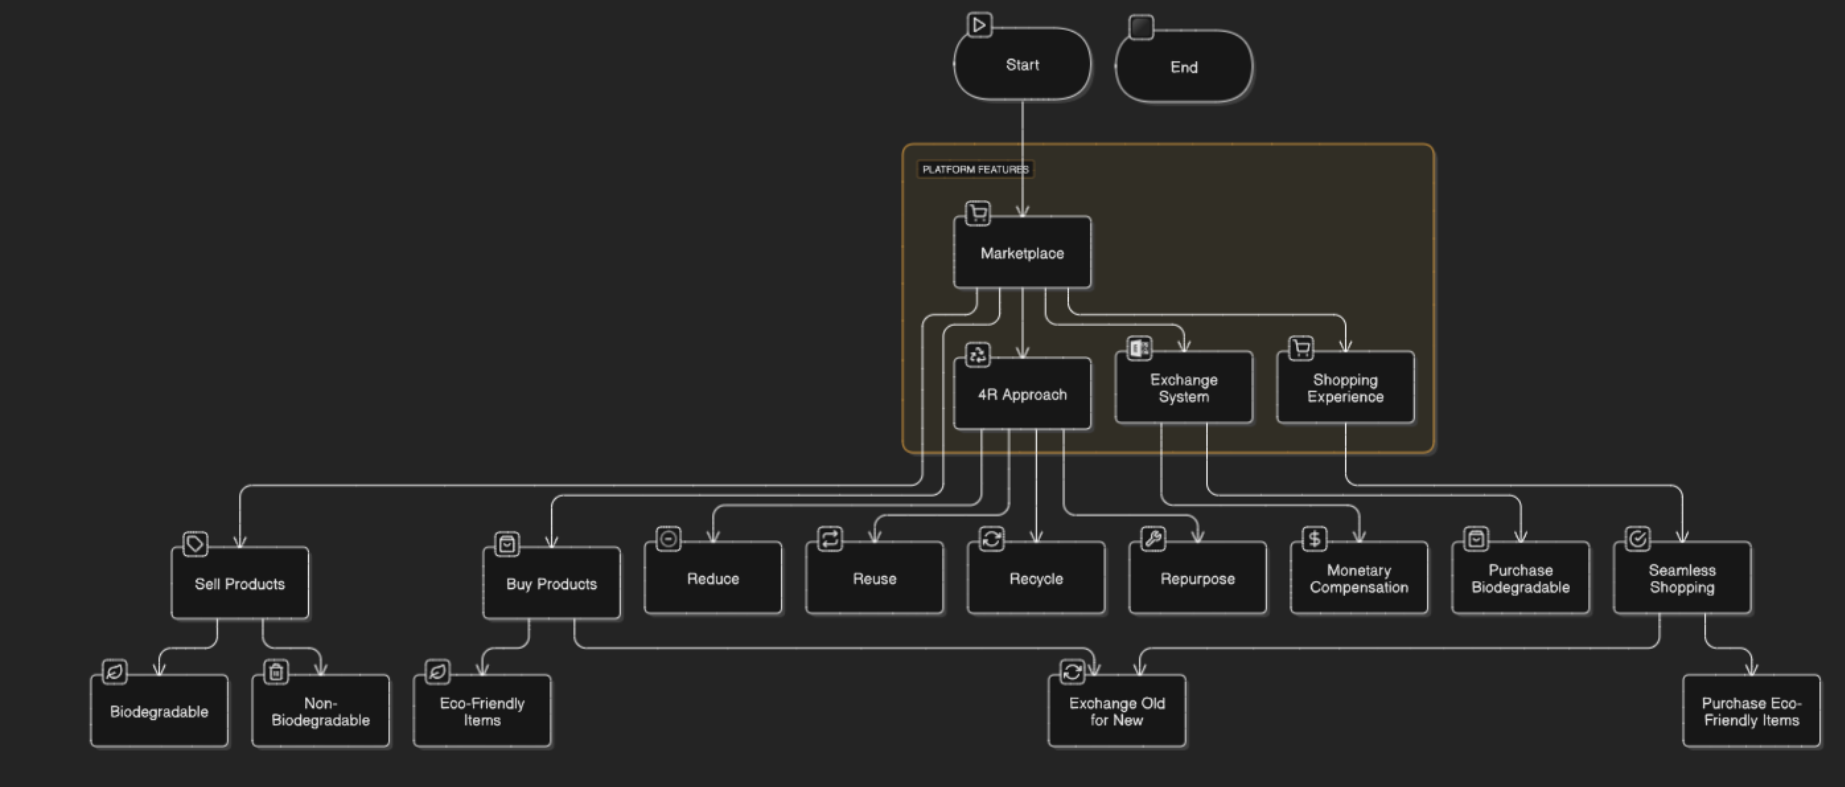 Start
End
PLATFORM FEATURES
Marketplace
4R Approach
Exchange
System
Shopping
Experience
Sell Products
Buy Products
Reduce
Reuse
Recycle
Repurpose
Monetary
Compensation
Purchase
Biodegradable
Seamless
Shopping
Biodegradable
Non-
Biodegradable
Eco-Friendly
Items
Exchange Old
for New
Purchase Eco-
Friendly Items